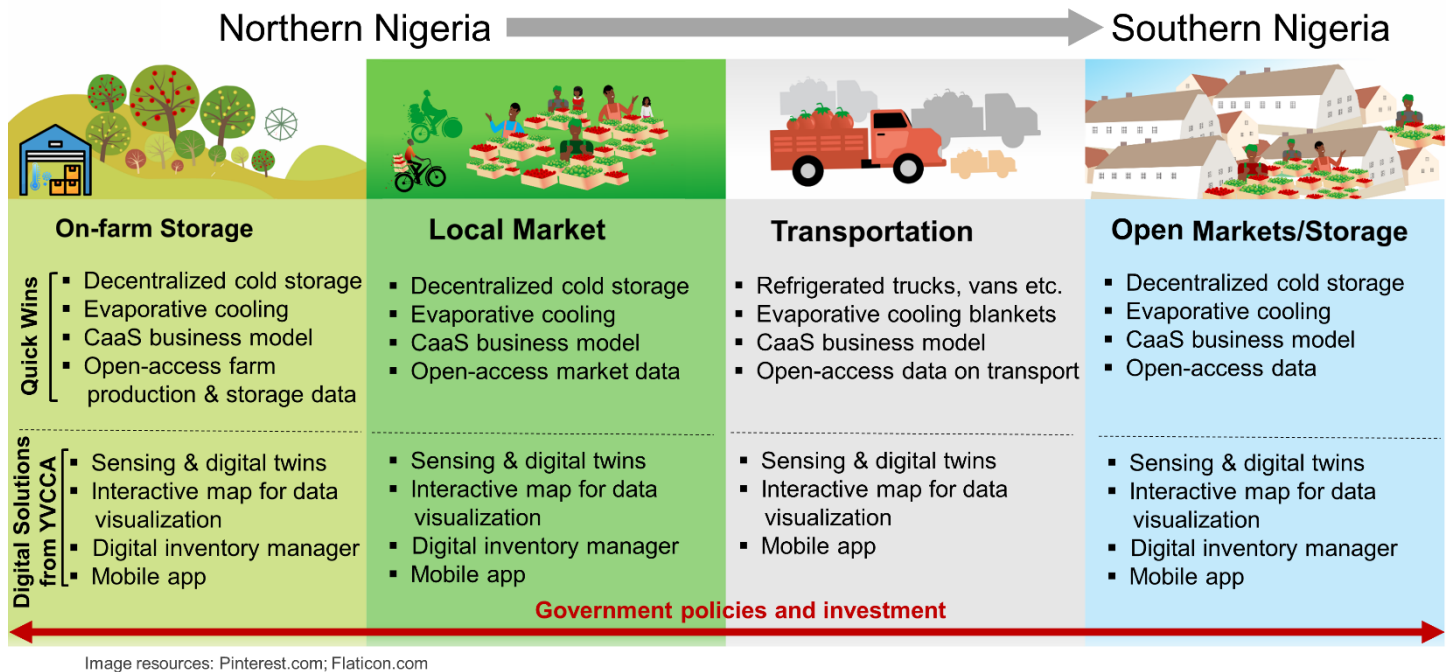 Northern Nigeria
Southern Nigeria
On-farm Storage
Quick Wins
▪ Decentralized cold storage
▪ Evaporative cooling
▪ CaaS business model
▪ Open-access farm
production & storage data
Digital Solutions
from YVCCA
▪ Sensing & digital twins
▪ Interactive map for data
visualization
▪ Digital inventory manager
▪ Mobile app
Local Market
▪ Decentralized cold storage
▪ Evaporative cooling
▪ CaaS business model
▪ Open-access market data
▪ Sensing & digital twins
▪ Interactive map for data
visualization
▪ Digital inventory manager
▪ Mobile app
Transportation
▪ Refrigerated trucks, vans etc.
▪ Evaporative cooling blankets
▪ CaaS business model
▪ Open-access data on transport
▪ Sensing & digital twins
▪ Interactive map for data
visualization
▪ Mobile app
Open Markets/Storage
▪ Decentralized cold storage
▪ Evaporative cooling
▪ CaaS business model
▪ Open-access data
▪ Sensing & digital twins
▪ Interactive map for data
visualization
▪ Digital inventory manager
▪ Mobile app
Government policies and investment
Image resources: Pinterest.com; Flaticon.com